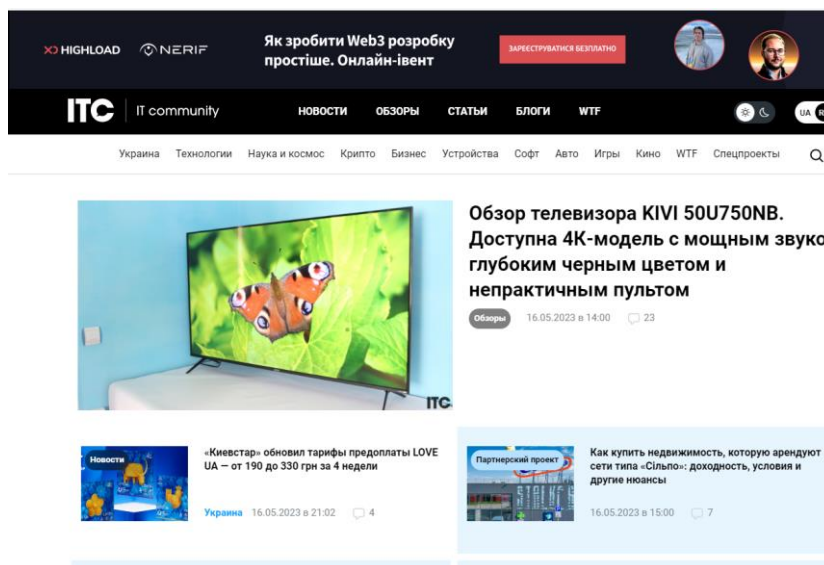 HIGHLOAD NERIF
Як зробити Web3 розробку
простіше. Онлайн-івент
ЗАРЕЄСТРУВАТИСЯ БЕЗПЛАТНО
ITC IT community НОВОСТИ ОБЗОРЫ СТАТЬИ БЛОГИ WTF UA R
Украина Технологии Наука и космос Крипто Бизнес Устройства Софт Авто Игры Кино WTF Спецпроекты
Обзор телевизора KIVI 50U750NB.
Доступна 4К-модель с мощным звуко
глубоким черным цветом и
непрактичным пультом
Обзоры 16.05.2023 в 14:00 23
ITC
Новости
«Киевстар» обновил тарифы предоплаты LOVE
UA — от 190 до 330 грн за 4 недели
Украина 16.05.2023 в 21:02 4
Партнерский проект
Как купить недвижимость, которую арендуют
сети типа «Сільпо»: доходность, условия и
другие нюансы
16.05.2023 в 15:00 7